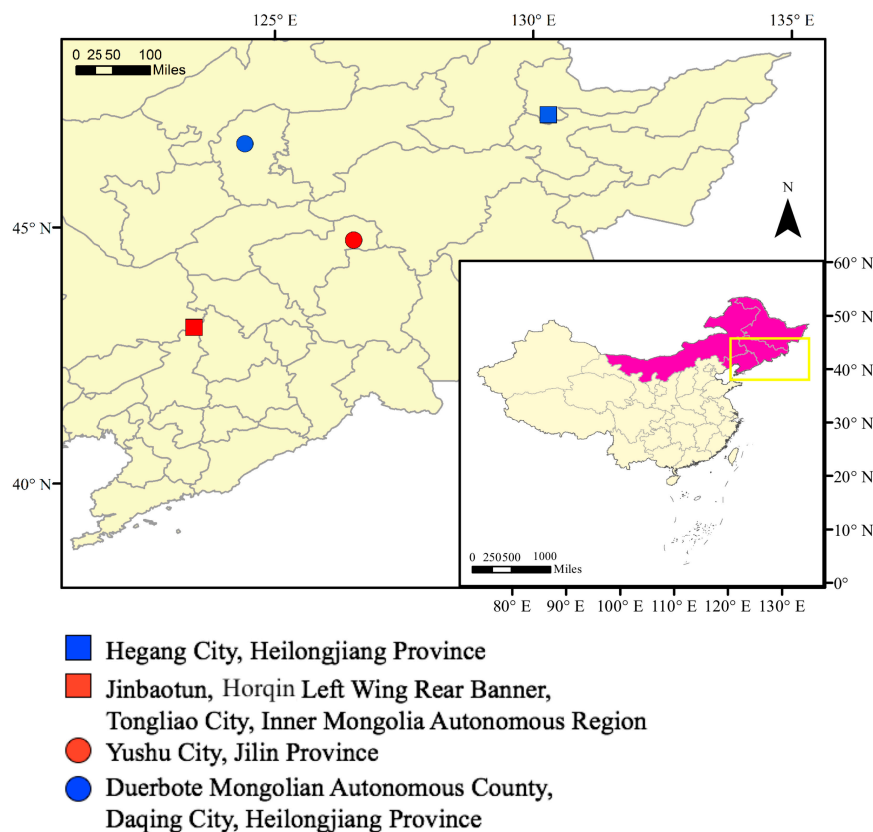 125° E 130° E 135° E
0 25 50 100
Miles
45° N
40° N
N
60° N
50° N
40° N
30° N
20° N
10° N
0°
0 250500 1000
Miles
80° E 90° E 100° E 110° E 120° E 130° E
Hegang City, Heilongjiang Province
Jinbaotun, Horqin Left Wing Rear Banner,
Tongliao City, Inner Mongolia Autonomous Region
Yushu City, Jilin Province
Duerbote Mongolian Autonomous County,
Daqing City, Heilongjiang Province